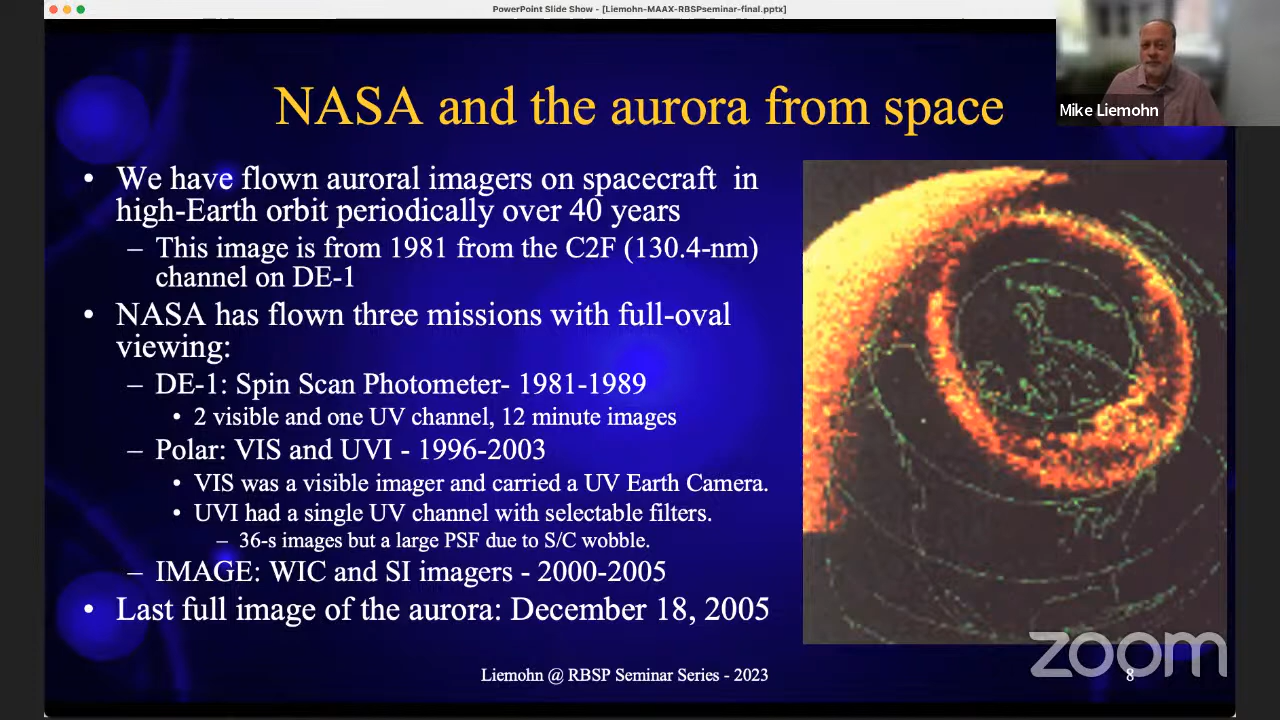 PowerPoint Slide Show - [Liemohn-MAAX-RBSPseminar-final.pptx]
NASA and the aurora from space
Mike Liemohn
• We have flown auroral imagers on spacecraft in
high-Earth orbit periodically over 40 years
– This image is from 1981 from the C2F (130.4-nm)
channel on DE-1
• NASA has flown three missions with full-oval
viewing:
– DE-1: Spin Scan Photometer- 1981-1989
• 2 visible and one UV channel, 12 minute images
– Polar: VIS and UVI - 1996-2003
• VIS was a visible imager and carried a UV Earth Camera.
• UVI had a single UV channel with selectable filters.
– 36-s images but a large PSF due to S/C wobble.
– IMAGE: WIC and SI imagers - 2000-2005
• Last full image of the aurora: December 18, 2005
zoom
Liemohn @ RBSP Seminar Series - 2023
8